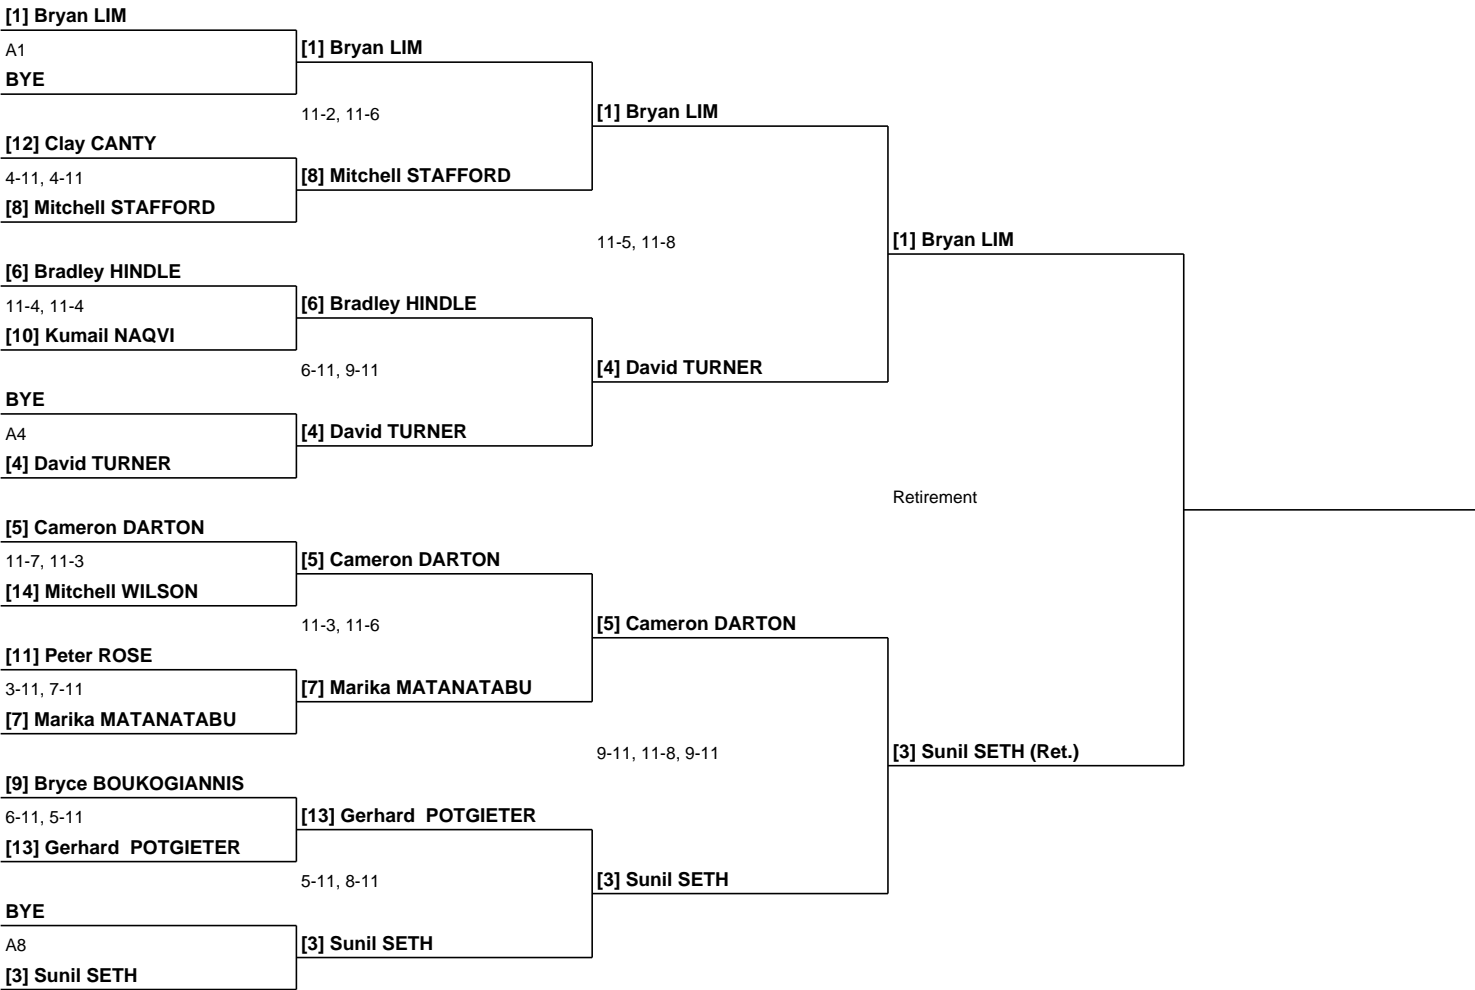 [1] Bryan LIM
A1
BYE
[1] Bryan LIM
11-2, 11-6
[12] Clay CANTY
4-11, 4-11
[8] Mitchell STAFFORD
[8] Mitchell STAFFORD
[1] Bryan LIM
11-5, 11-8
[6] Bradley HINDLE
11-4, 11-4
[10] Kumail NAQVI
[6] Bradley HINDLE
6-11, 9-11
BYE
A4
[4] David TURNER
[4] David TURNER
[4] David TURNER
[1] Bryan LIM
Retirement
[5] Cameron DARTON
11-7, 11-3
[14] Mitchell WILSON
[5] Cameron DARTON
11-3, 11-6
[11] Peter ROSE
3-11, 7-11
[7] Marika MATANATABU
[7] Marika MATANATABU
[5] Cameron DARTON
9-11, 11-8, 9-11
[9] Bryce BOUKOGIANNIS
6-11, 5-11
[13] Gerhard  POTGIETER
[13] Gerhard  POTGIETER
5-11, 8-11
BYE
A8
[3] Sunil SETH
[3] Sunil SETH
[3] Sunil SETH
[3] Sunil SETH (Ret.)